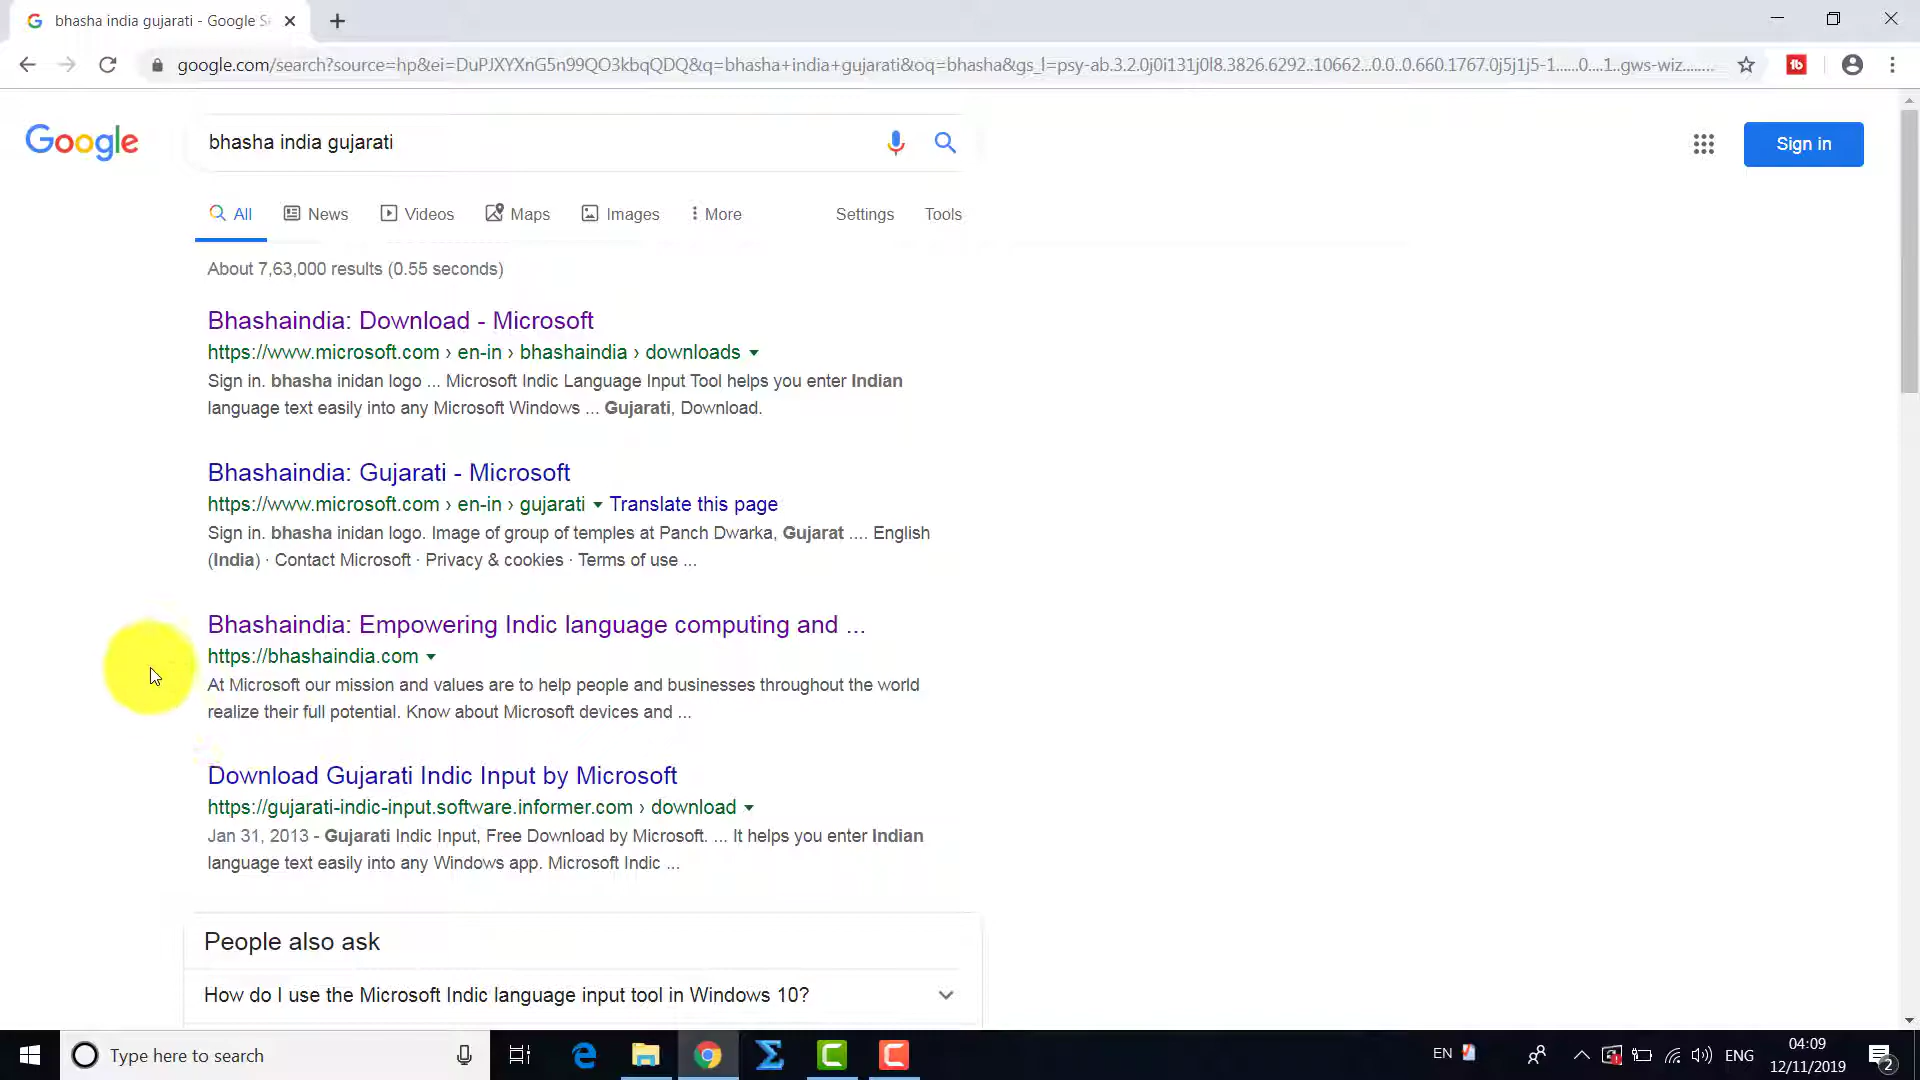 bhasha india gujarati - Google S
google.com/search?source=hp&ei=DuPJXYXnG5n99QO3kbqQDQ&q=bhasha+india+gujarati&oq=bhasha&gs_l=psy-ab.3.2.0j0i131j0l8.3826.6292..10662...0.0..0.660.1767.0j5j1j5-1......0....1..gws-wiz........
Google
bhasha india gujarati
Sign in
All News Videos Maps Images More Settings Tools
About 7,63,000 results (0.55 seconds)
Bhashaindia: Download - Microsoft
https://www.microsoft.com › en-in › bhashaindia › downloads
Sign in. bhasha inidan logo ... Microsoft Indic Language Input Tool helps you enter Indian
language text easily into any Microsoft Windows ... Gujarati, Download.
Bhashaindia: Gujarati - Microsoft
https://www.microsoft.com › en-in › gujarati Translate this page
Sign in. bhasha inidan logo. Image of group of temples at Panch Dwarka, Gujarat .... English
(India) · Contact Microsoft · Privacy & cookies · Terms of use ...
Bhashaindia: Empowering Indic language computing and ...
https://bhashaindia.com
At Microsoft our mission and values are to help people and businesses throughout the world
realize their full potential. Know about Microsoft devices and ...
Download Gujarati Indic Input by Microsoft
https://gujarati-indic-input.software.informer.com › download
Jan 31, 2013 - Gujarati Indic Input, Free Download by Microsoft. ... It helps you enter Indian
language text easily into any Windows app. Microsoft Indic ...
People also ask
How do I use the Microsoft Indic language input tool in Windows 10?
Type here to search
EN
ENG
04:09
12/11/2019
2